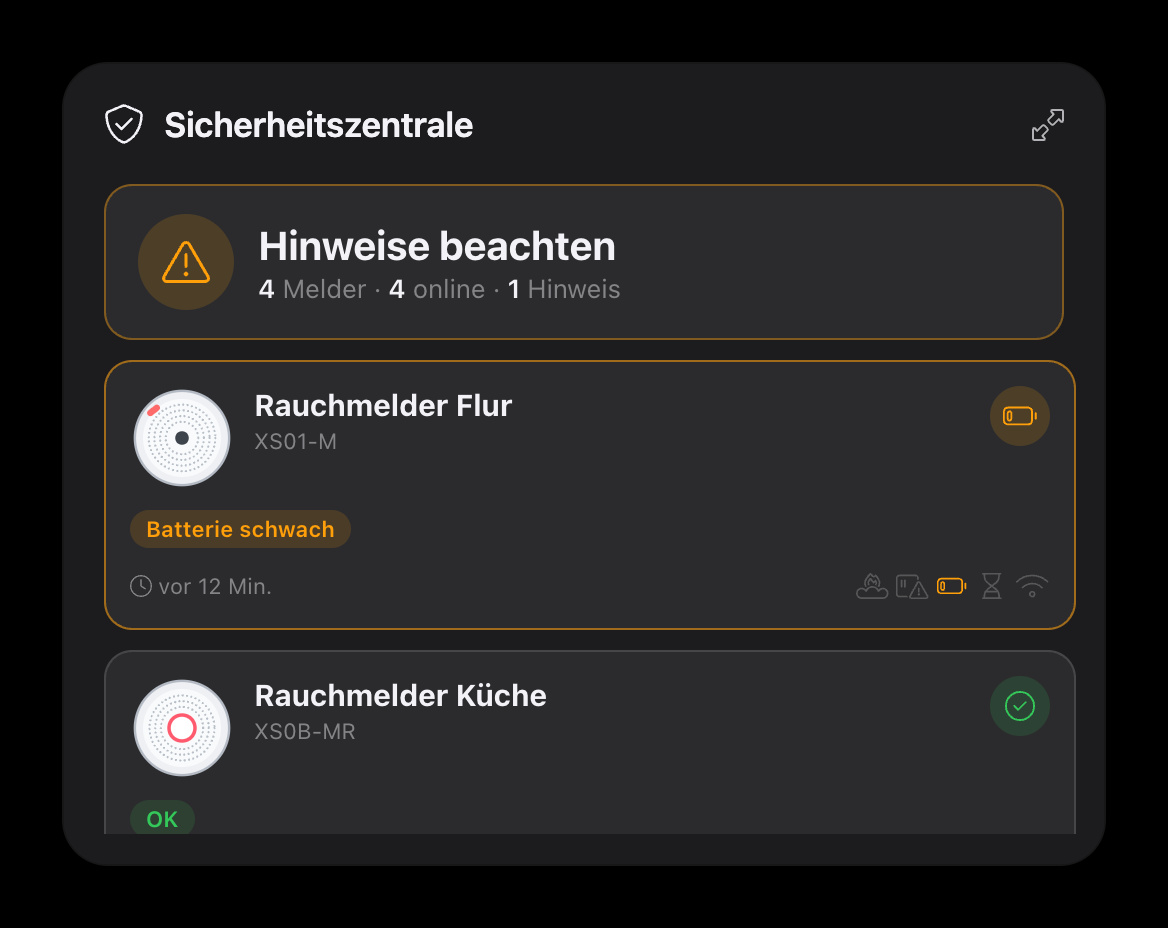 Sicherheitszentrale
Hinweise beachten
4 Melder · 4 online · 1 Hinweis
Rauchmelder Flur
XS01-M
Batterie schwach
vor 12 Min.
Rauchmelder Küche
XS0B-MR
OK